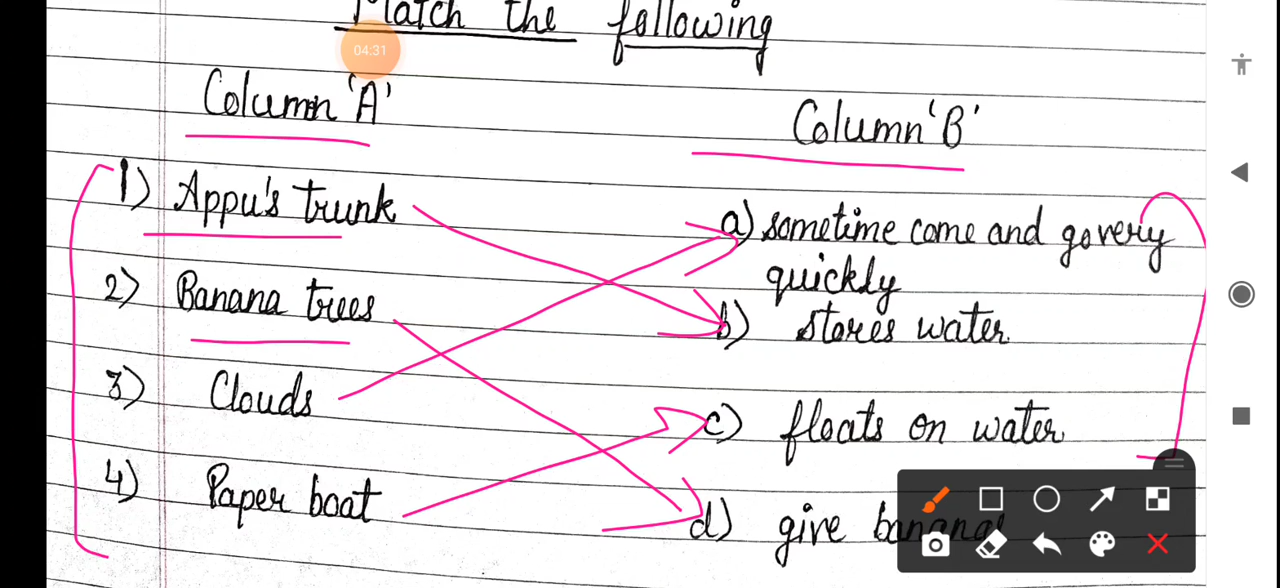 Match the following
04:31
Column 'A'
Column 'B'
1) Appu's trunk
2) Banana trees
3) Clouds
4) Paper boat
a) sometime come and go very
quickly
b) stores water
c) floats on water
d) give bananas